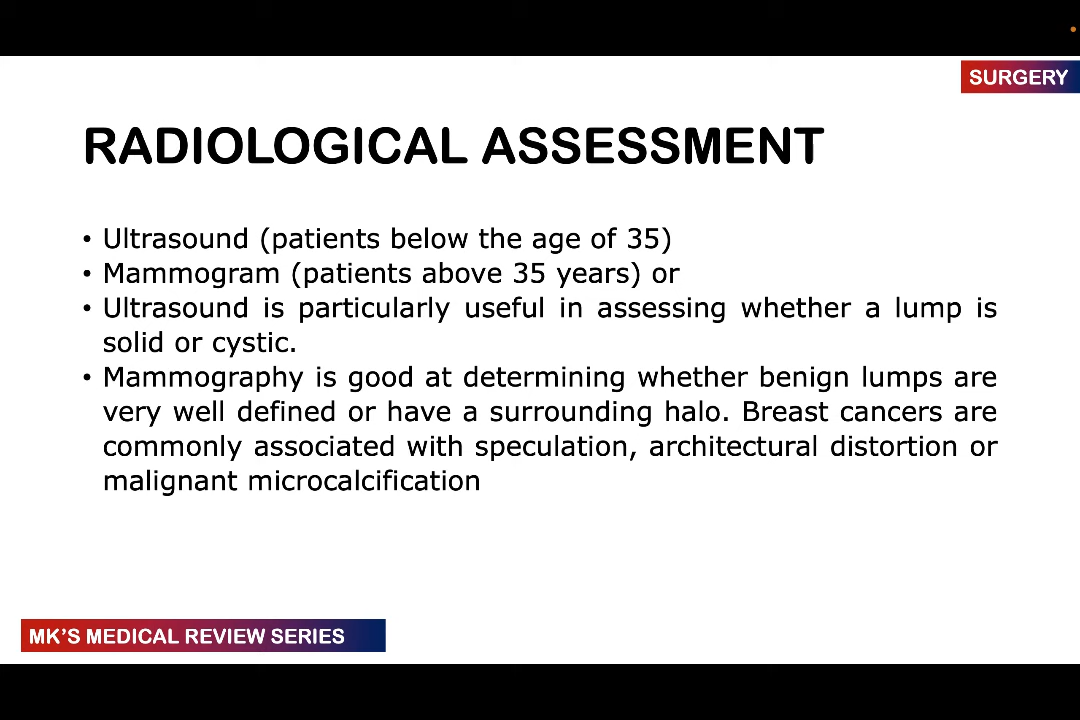 SURGERY
RADIOLOGICAL ASSESSMENT
• Ultrasound (patients below the age of 35)
• Mammogram (patients above 35 years) or
• Ultrasound is particularly useful in assessing whether a lump is
solid or cystic.
• Mammography is good at determining whether benign lumps are
very well defined or have a surrounding halo. Breast cancers are
commonly associated with speculation, architectural distortion or
malignant microcalcification
MK'S MEDICAL REVIEW SERIES